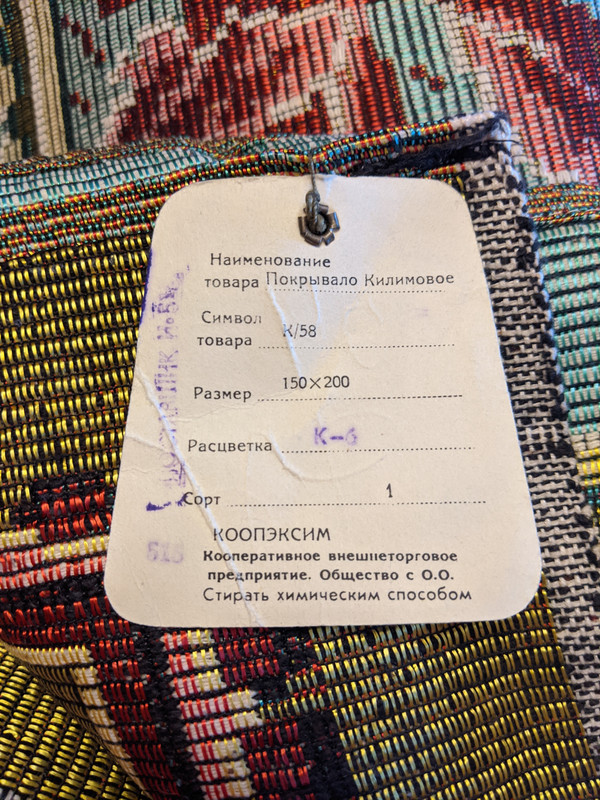 Наименование
товара Покрывало Килимовое
Символ К/58
товара
Размер 150×200
Расцветка К-6
Сорт 1
КООПЭКСИМ
Кооперативное внешнеторговое
предприятие. Общество с О.О.
Стирать химическим способом